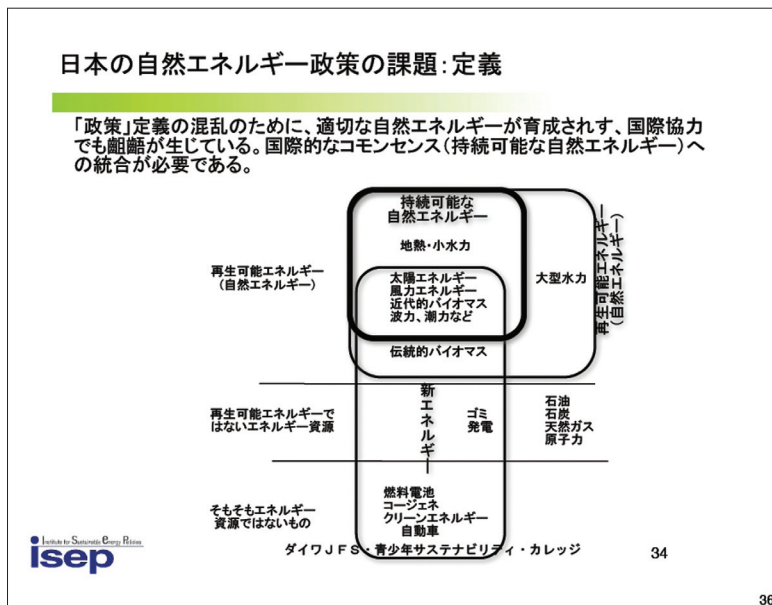 日本の自然エネルギー政策の課題：定義
「政策」定義の混乱のために、適切な自然エネルギーが育成されす、国際協力
でも齟齬が生じている。国際的なコモンセンス（持続可能な自然エネルギー）へ
の統合が必要である。
持続可能な
自然エネルギー
地熱・小水力
再生可能エネルギー
（自然エネルギー）
太陽エネルギー
風力エネルギー
近代的バイオマス
波力、潮力など
大型水力
再生可能エネルギー
（自然エネルギー）
伝統的バイオマス
再生可能エネルギーで
はないエネルギー資源
新エネルギー
ゴミ
発電
石油
石炭
天然ガス
原子力
そもそもエネルギー
資源ではないもの
燃料電池
コージェネ
クリーンエネルギー
自動車
Institute for Sustainable Energy Policies
isep
ダイワＪＦＳ・青少年サステナビリティ・カレッジ
34
36